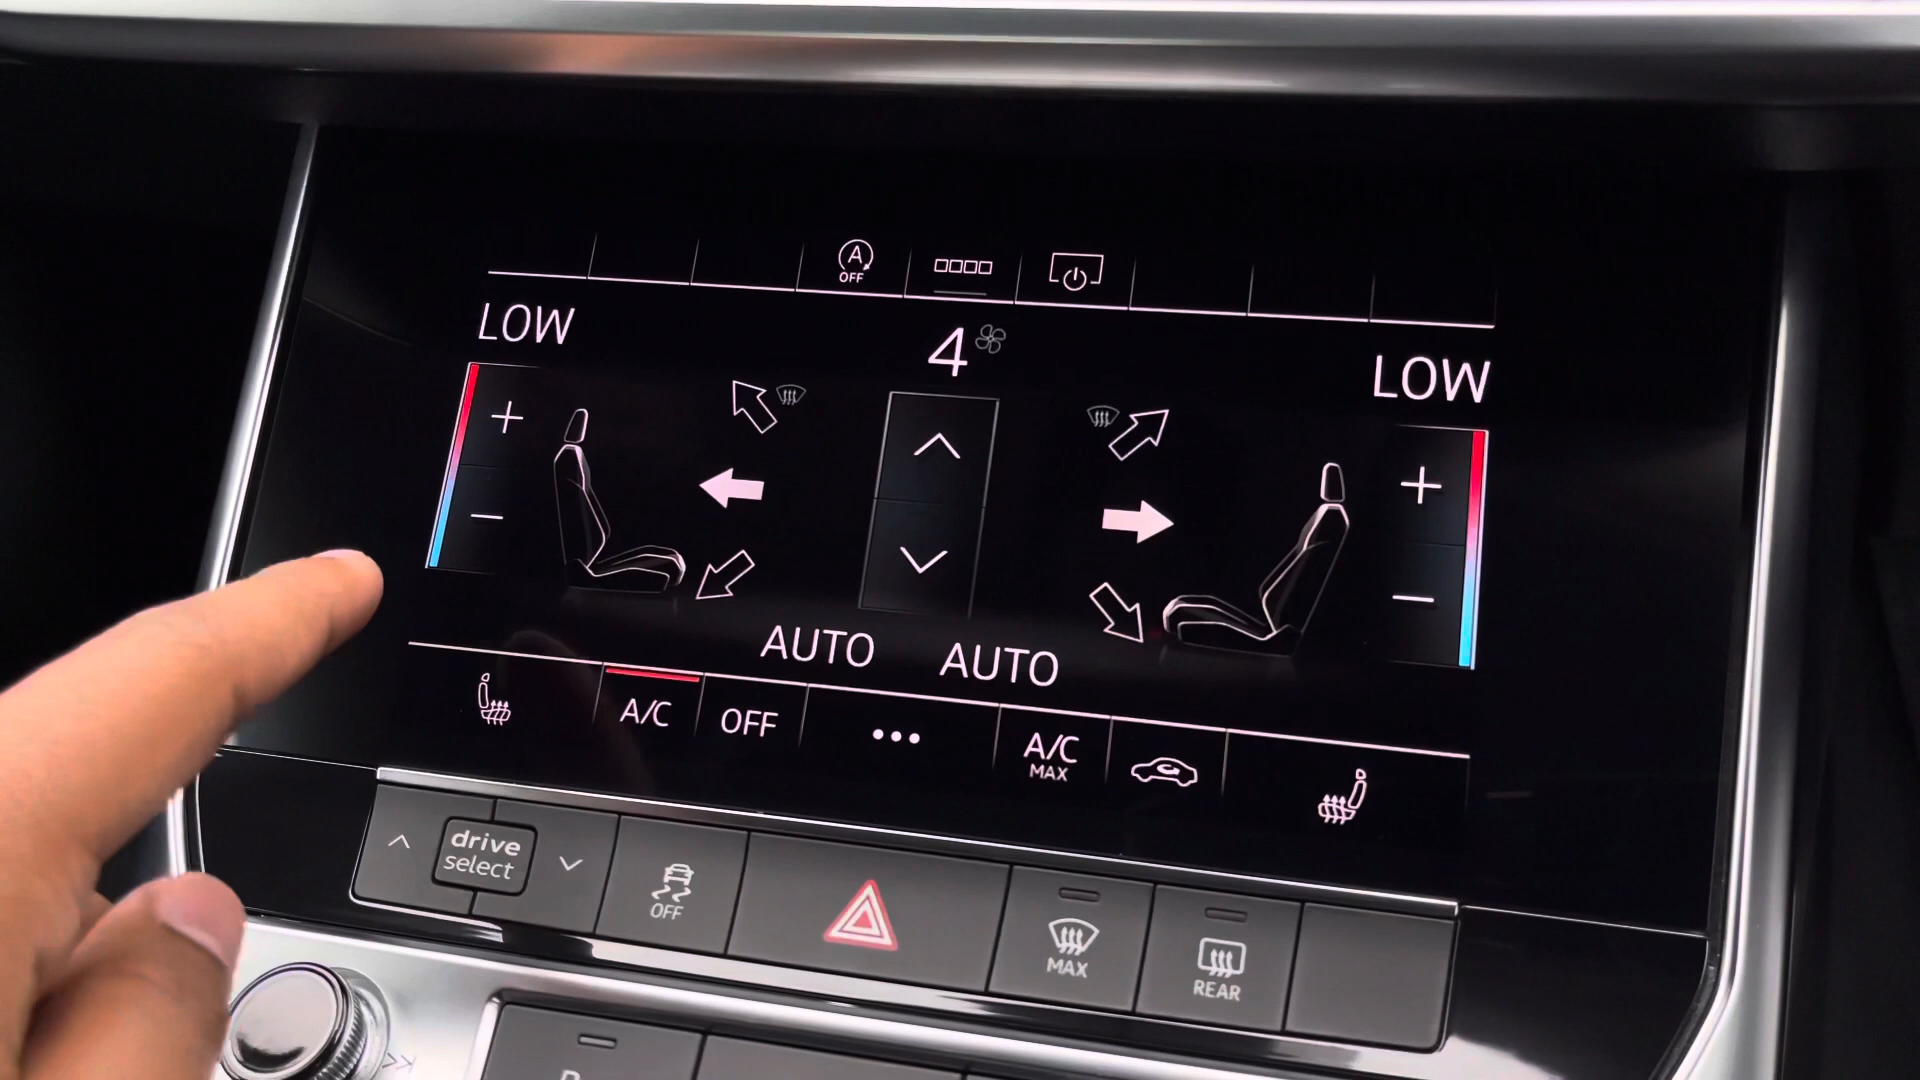 A
OFF
LOW
4
LOW
AUTO AUTO
A/C
OFF
A/C
MAX
drive
select
OFF
MAX
REAR